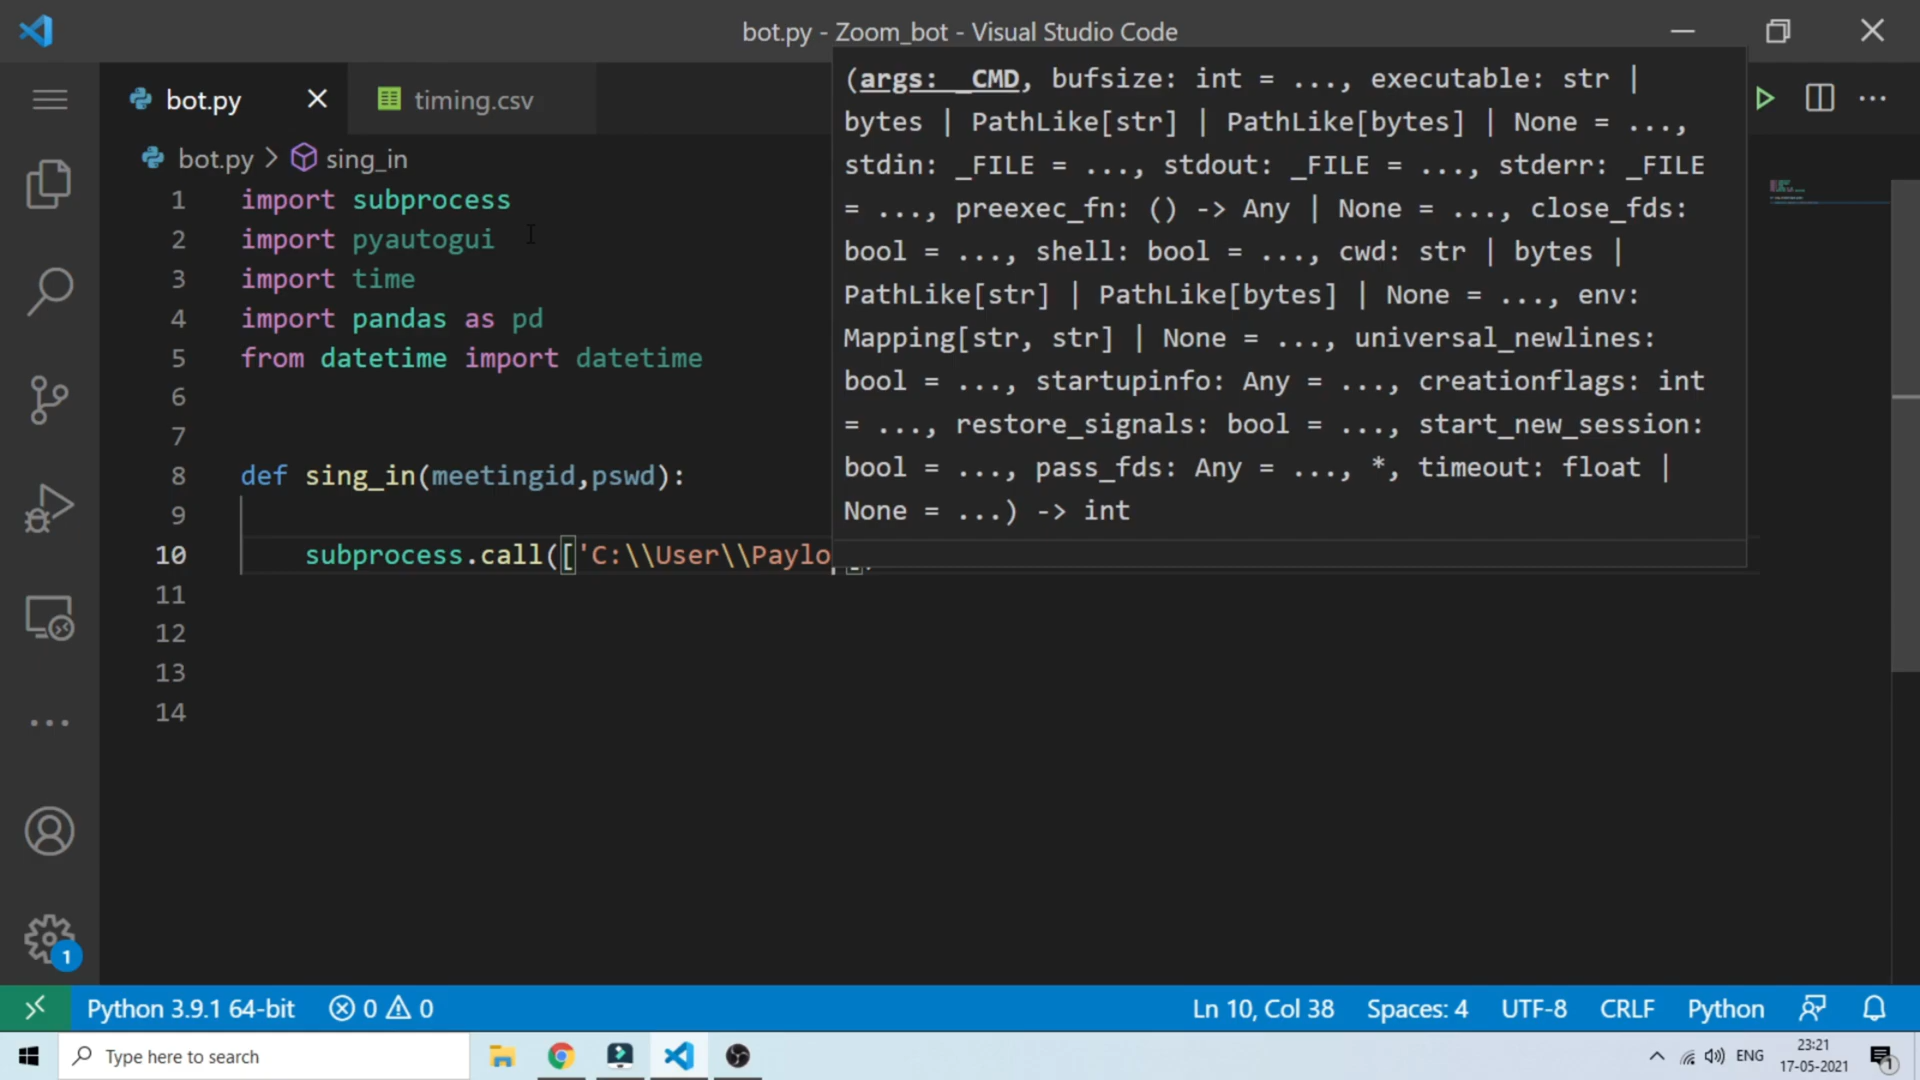 bot.py - Zoom_bot - Visual Studio Code
bot.py
timing.csv
bot.py > sing_in
1 import subprocess
2 import pyautogui
3 import time
4 import pandas as pd
5 from datetime import datetime
6
7
8 def sing_in(meetingid,pswd):
9
10 subprocess.call(['C:\\User\\Paylo
11
12
13
14
(args: _CMD, bufsize: int = ..., executable: str |
bytes | PathLike[str] | PathLike[bytes] | None = ...,
stdin: _FILE = ..., stdout: _FILE = ..., stderr: _FILE
= ..., preexec_fn: () -> Any | None = ..., close_fds:
bool = ..., shell: bool = ..., cwd: str | bytes |
PathLike[str] | PathLike[bytes] | None = ..., env:
Mapping[str, str] | None = ..., universal_newlines:
bool = ..., startupinfo: Any = ..., creationflags: int
= ..., restore_signals: bool = ..., start_new_session:
bool = ..., pass_fds: Any = ..., *, timeout: float |
None = ...) -> int
1
Python 3.9.1 64-bit 0 0 Ln 10, Col 38 Spaces: 4 UTF-8 CRLF Python
Type here to search
ENG
23:21
17-05-2021
1